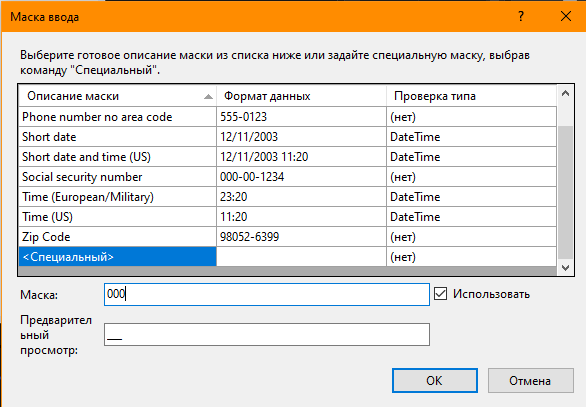 Маска ввода
Выберите готовое описание маски из списка ниже или задайте специальную маску, выбрав
команду "Специальный".
Описание маски Формат данных Проверка типа
Phone number no area code 555-0123 (нет)
Short date 12/11/2003 DateTime
Short date and time (US) 12/11/2003 11:20 DateTime
Social security number 000-00-1234 (нет)
Time (European/Military) 23:20 DateTime
Time (US) 11:20 DateTime
Zip Code 98052-6399 (нет)
<Специальный> (нет)
Маска: 000 Использовать
Предварител
ьный
просмотр: ___
OK Отмена